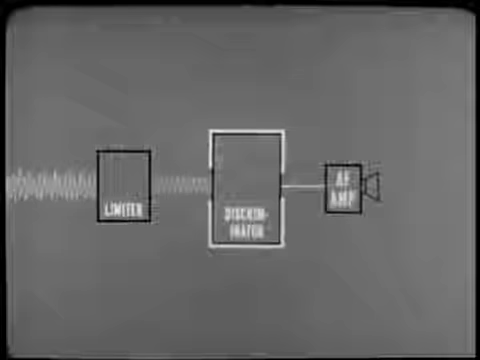 LIMITER
DISCRIM-
INATOR
AF
AMP